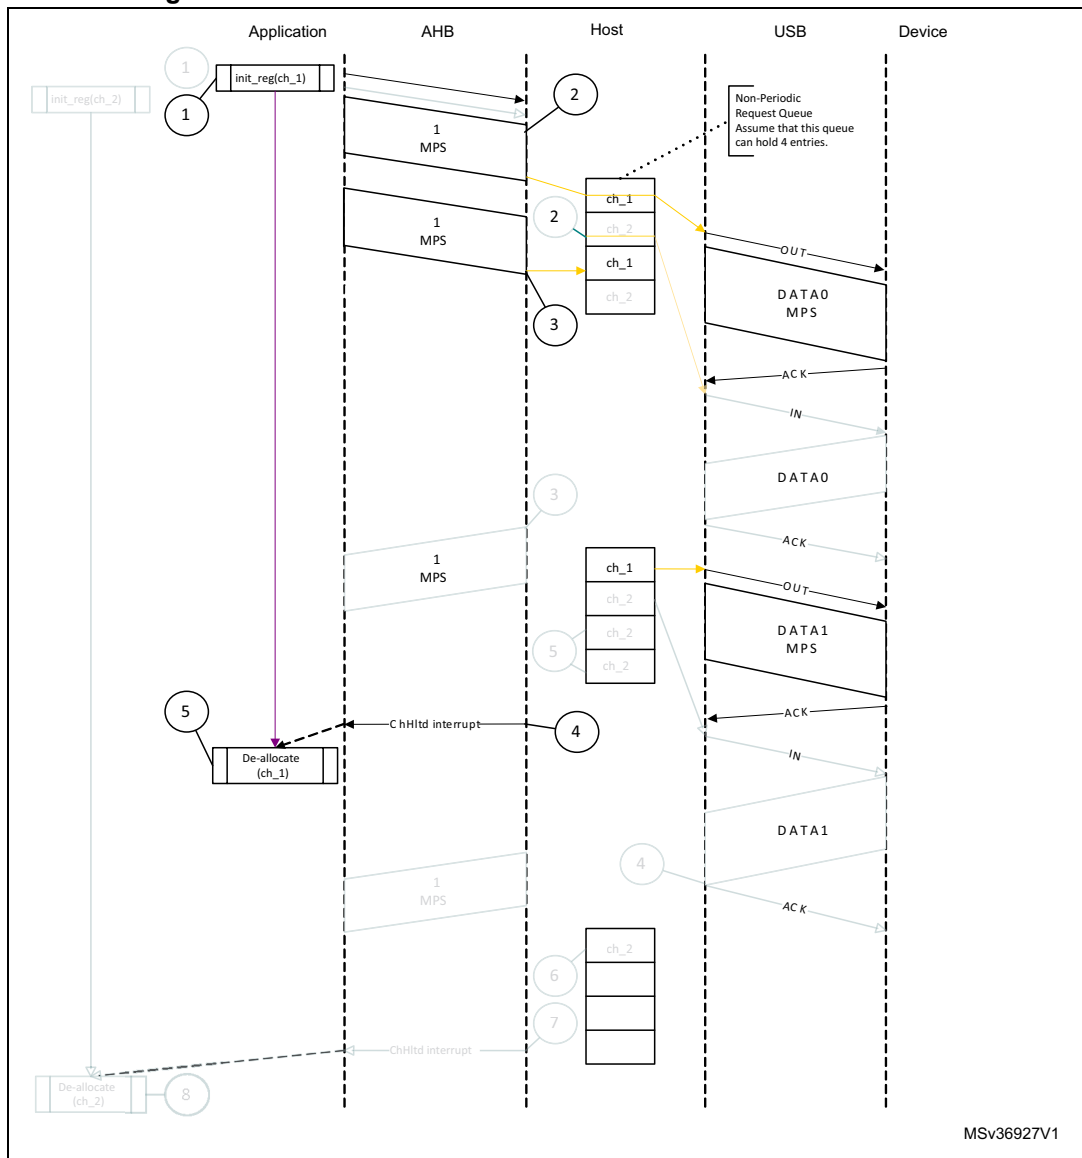 Application AHB Host USB Device
1
init_reg(ch_1)
init_reg(ch_2)
1
2
Non-Periodic
Request Queue
Assume that this queue
can hold 4 entries.
1
MPS
ch_1
2
ch_2
1
MPS
OUT
ch_1
ch_2
3
DATA0
MPS
ACK
IN
DATA0
3
ACK
1
MPS
ch_1
OUT
ch_2
ch_2
5
ch_2
DATA1
MPS
5
ACK
ChHltd interrupt
4
De-allocate
(ch_1)
IN
DATA1
4
1
MPS
ACK
ch_2
6
7
ChHltd interrupt
De-allocate
(ch_2)
8
MSv36927V1